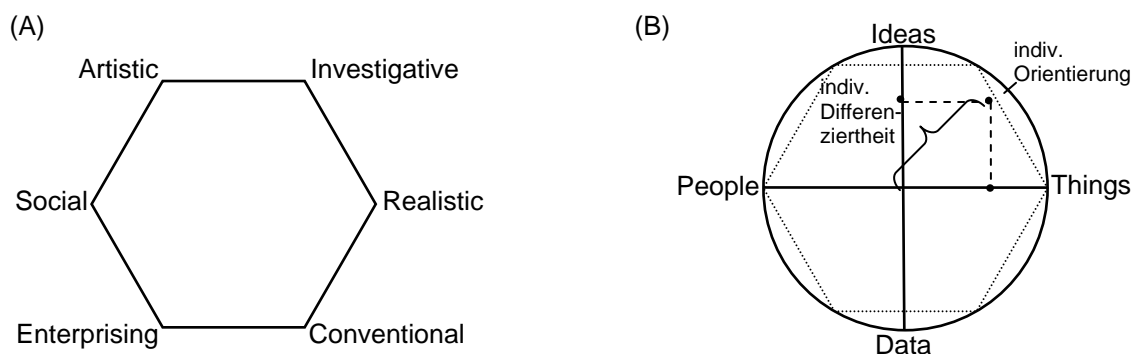 (A)
Artistic
Investigative
Social
Realistic
Enterprising
Conventional
(B)
Ideas
indiv.
Orientierung
indiv.
Differen-
ziertheit
People
Things
Data